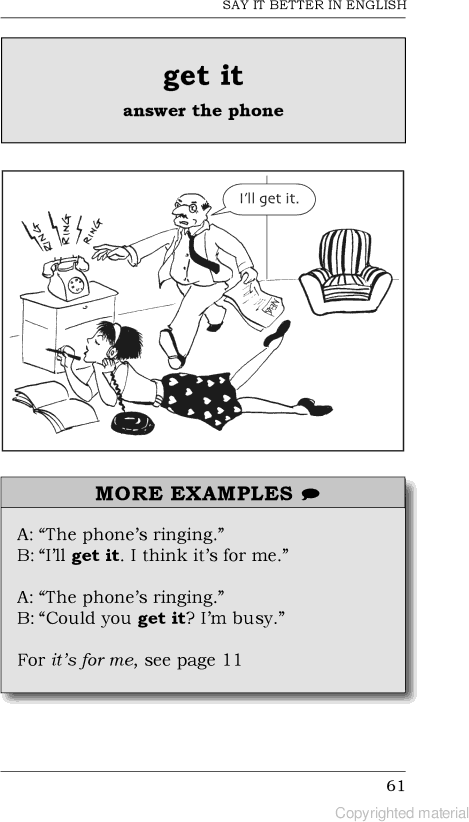 SAY IT BETTER IN ENGLISH
get it
answer the phone
I'll get it.
RING
RING
RING
MORE EXAMPLES
A: “The phone’s ringing.”
B: “I’ll get it. I think it’s for me.”
A: “The phone’s ringing.”
B: “Could you get it? I’m busy.”
For it’s for me, see page 11
61
Copyrighted material